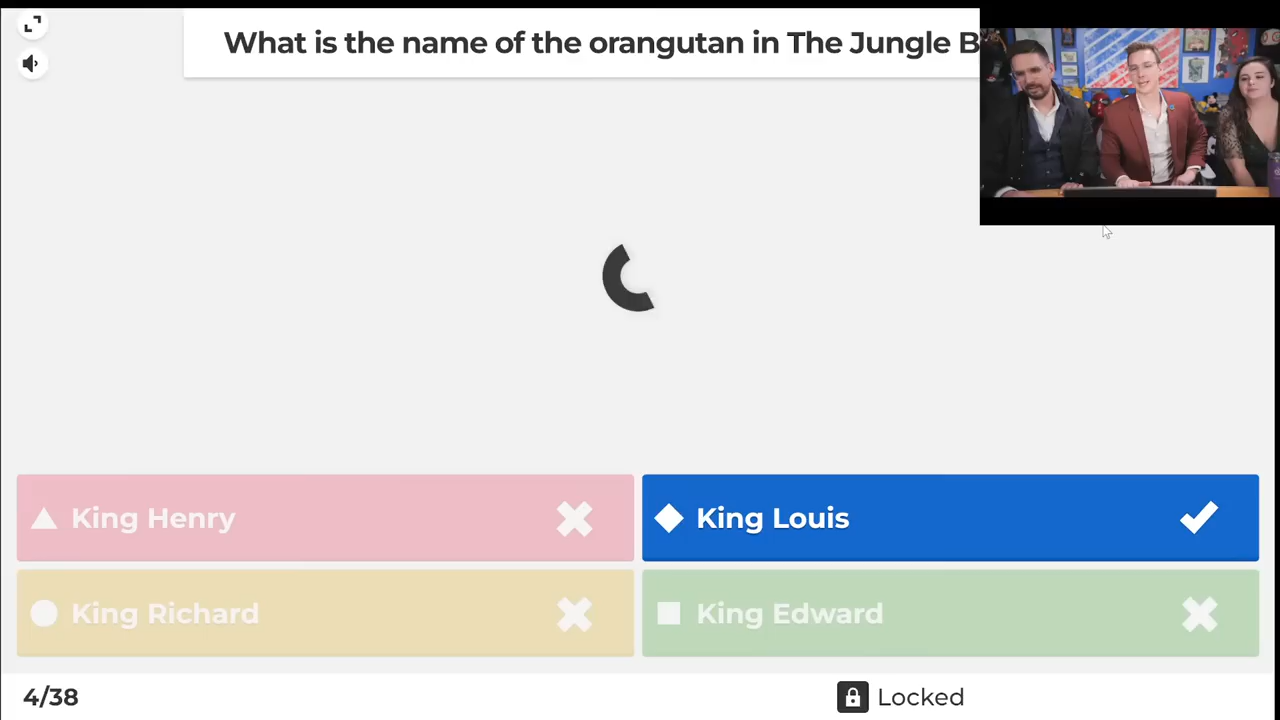 What is the name of the orangutan in The Jungle B
King Henry
King Louis
King Richard
King Edward
4/38
Locked